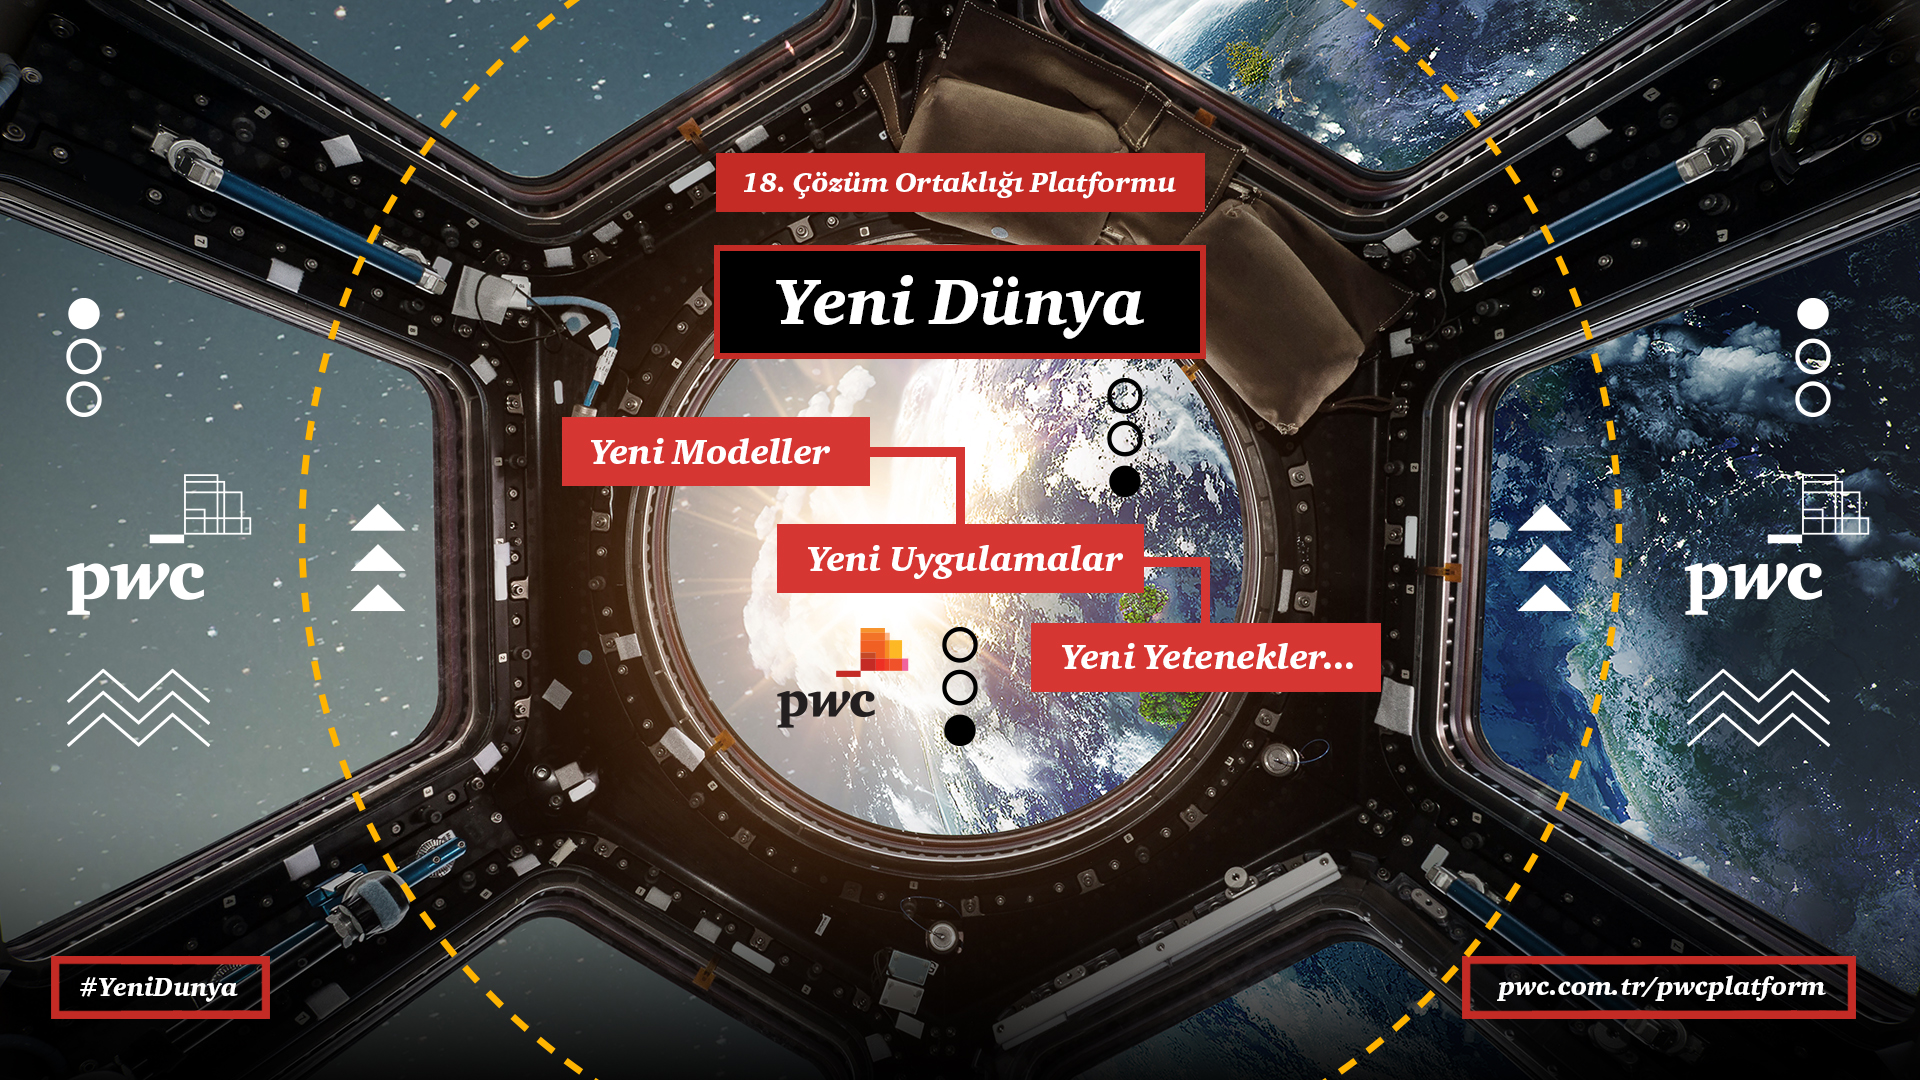 18. Çözüm Ortaklığı Platformu
Yeni Dünya
Yeni Modeller
Yeni Uygulamalar
Yeni Yetenekler...
pwc
pwc
pwc
#YeniDunya
pwc.com.tr/pwcplatform